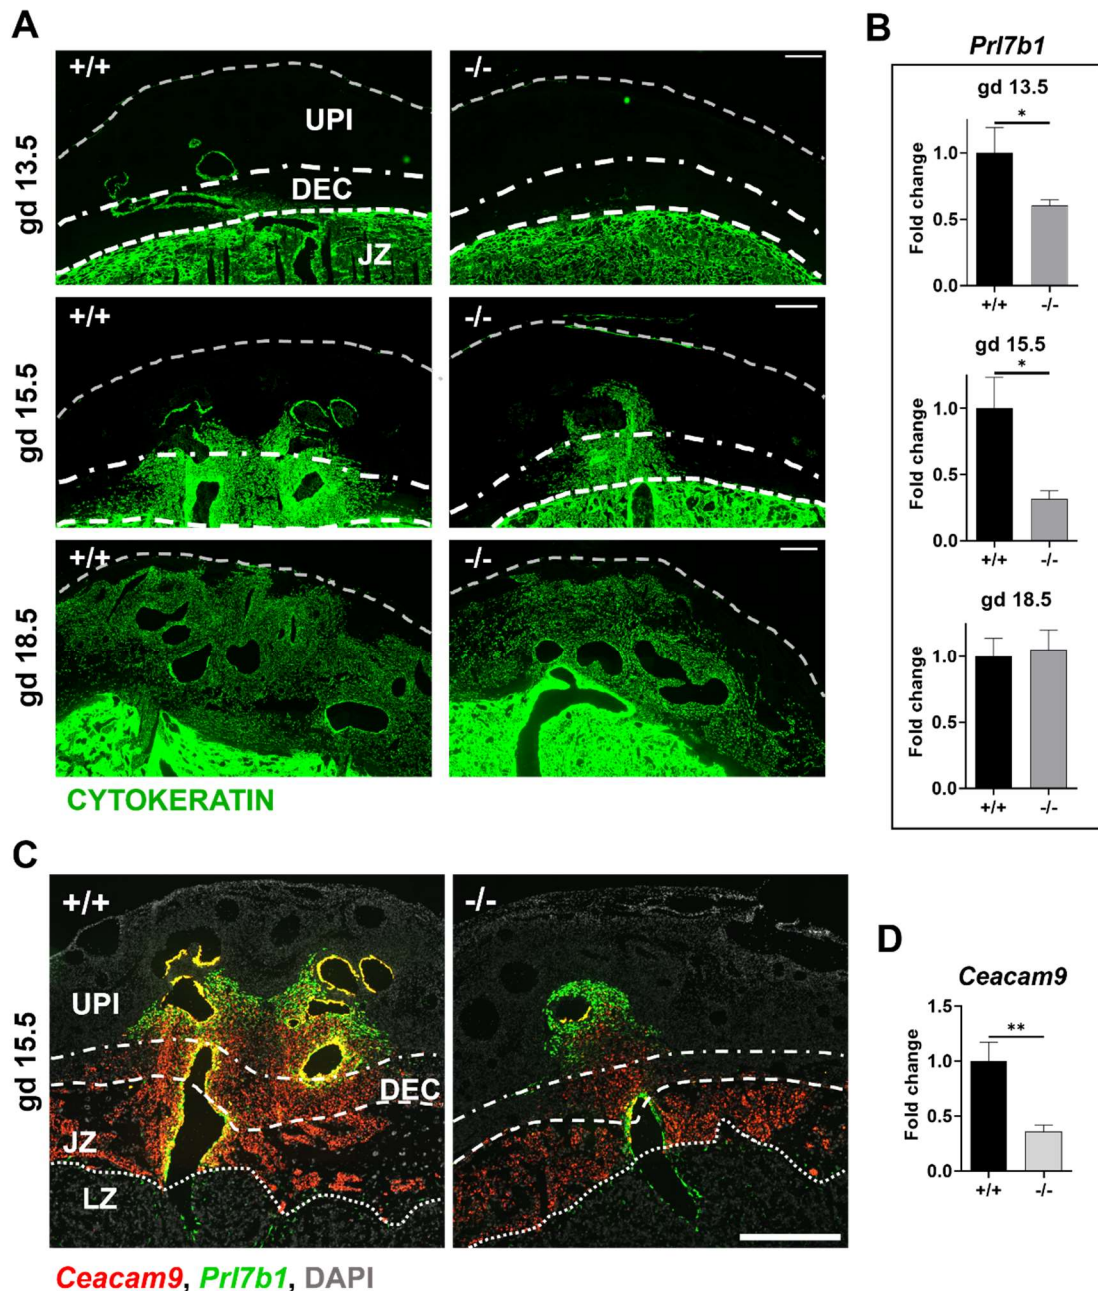 A
+/+
-/-
gd 13.5
UPI
DEC
JZ
+/+
-/-
gd 15.5
+/+
-/-
gd 18.5
CYTOKERATIN
B
Prl7b1
gd 13.5
*
Fold change
1.0
0.5
0.0
+/+
-/-
gd 15.5
*
Fold change
1.0
0.5
0.0
+/+
-/-
gd 18.5
Fold change
1.0
0.5
0.0
+/+
-/-
C
+/+
-/-
gd 15.5
UPI
DEC
JZ
LZ
Ceacam9, Prl7b1, DAPI
D
Ceacam9
**
Fold change
1.5
1.0
0.5
0.0
+/+
-/-